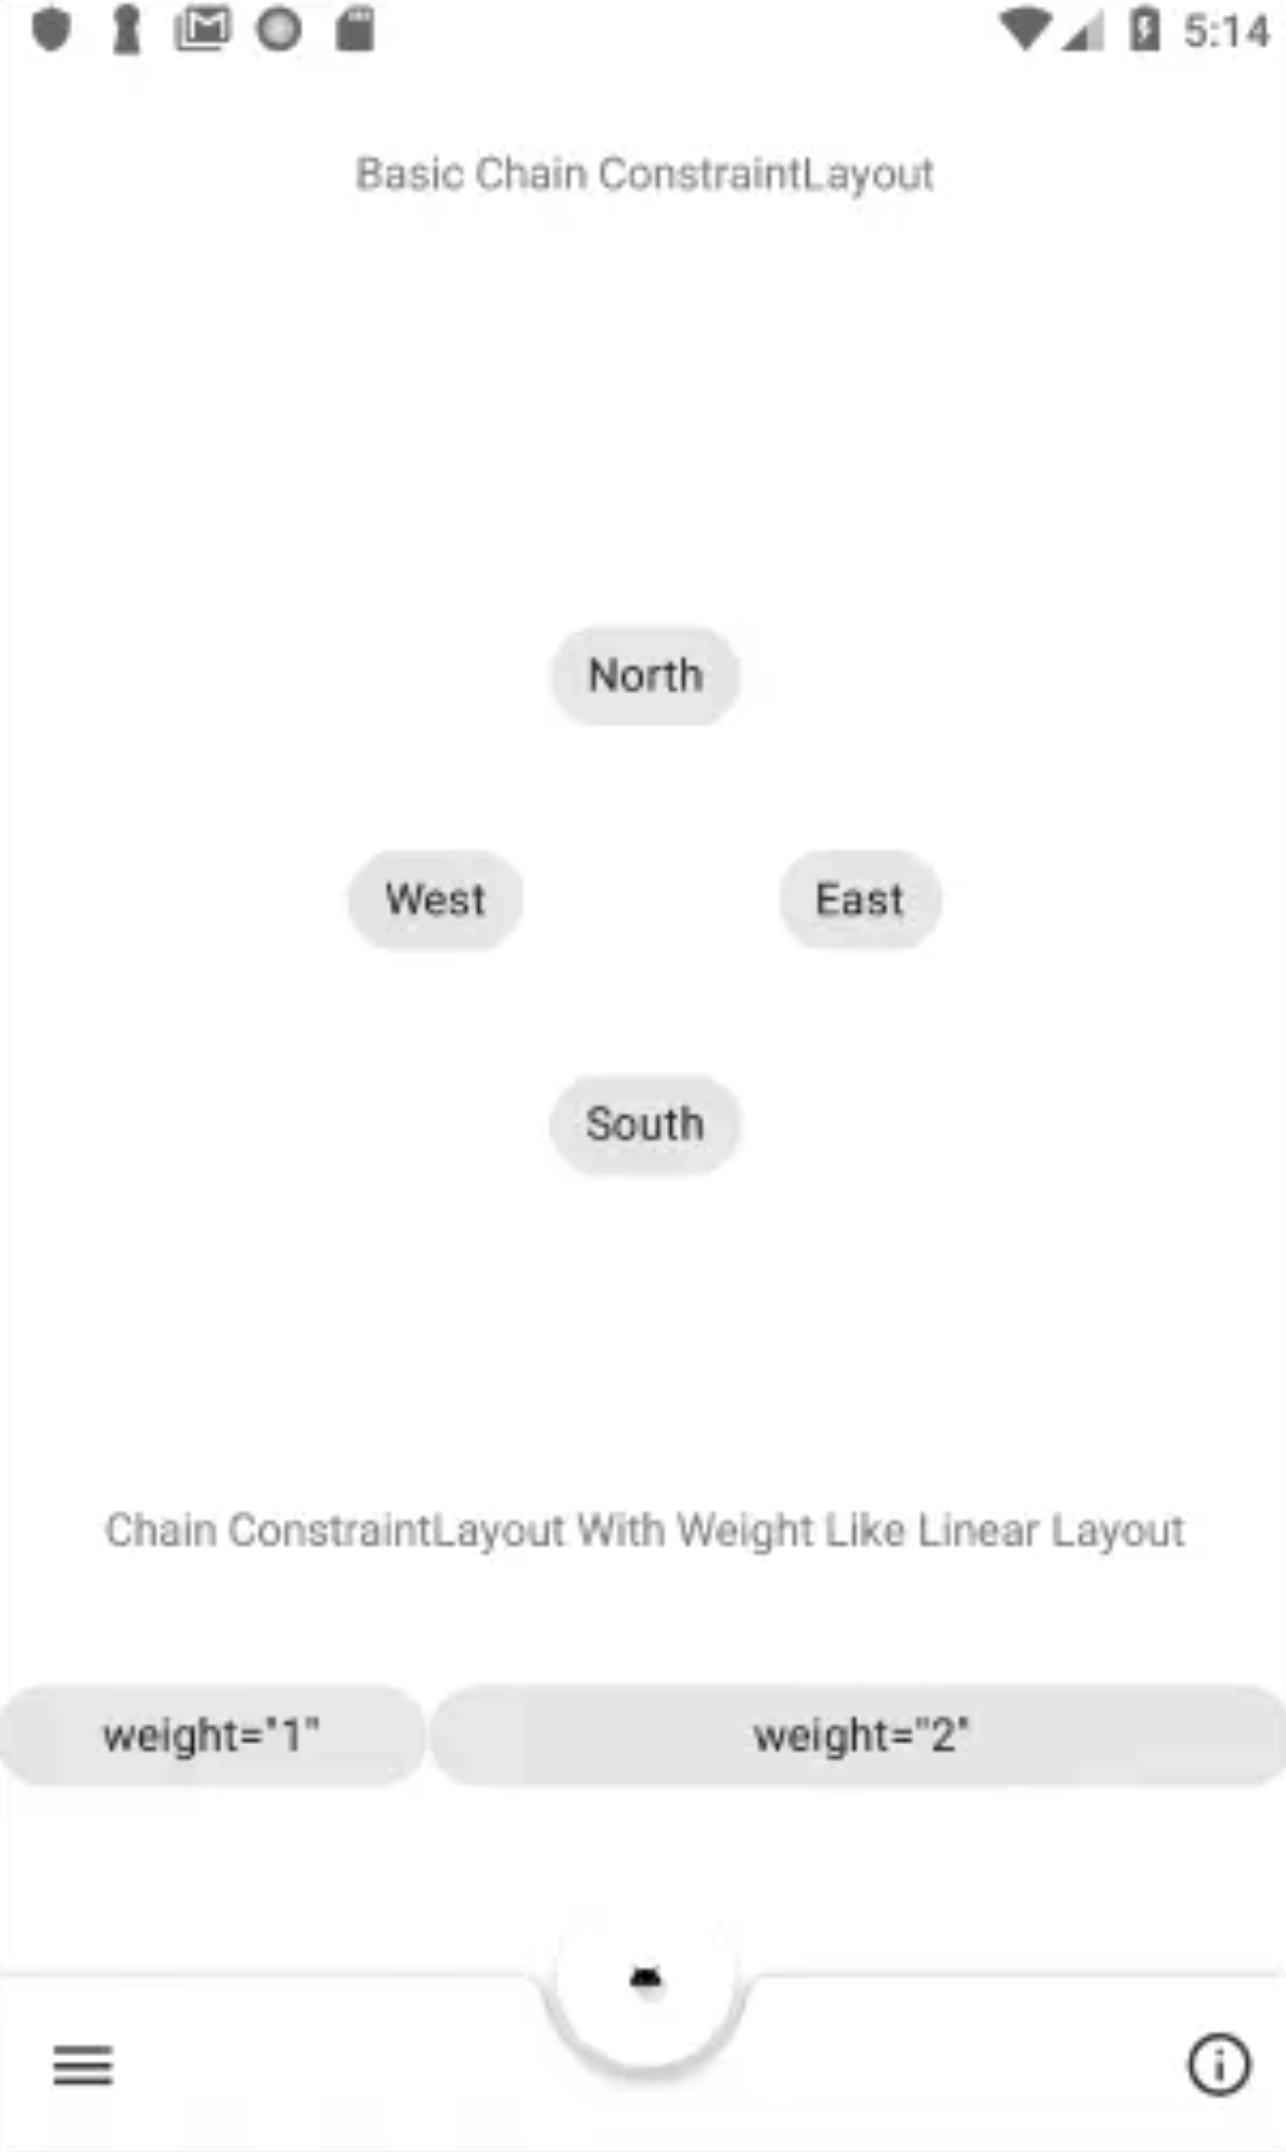 5:14
Basic Chain ConstraintLayout
North
West East
South
Chain ConstraintLayout With Weight Like Linear Layout
weight="1" weight="2"